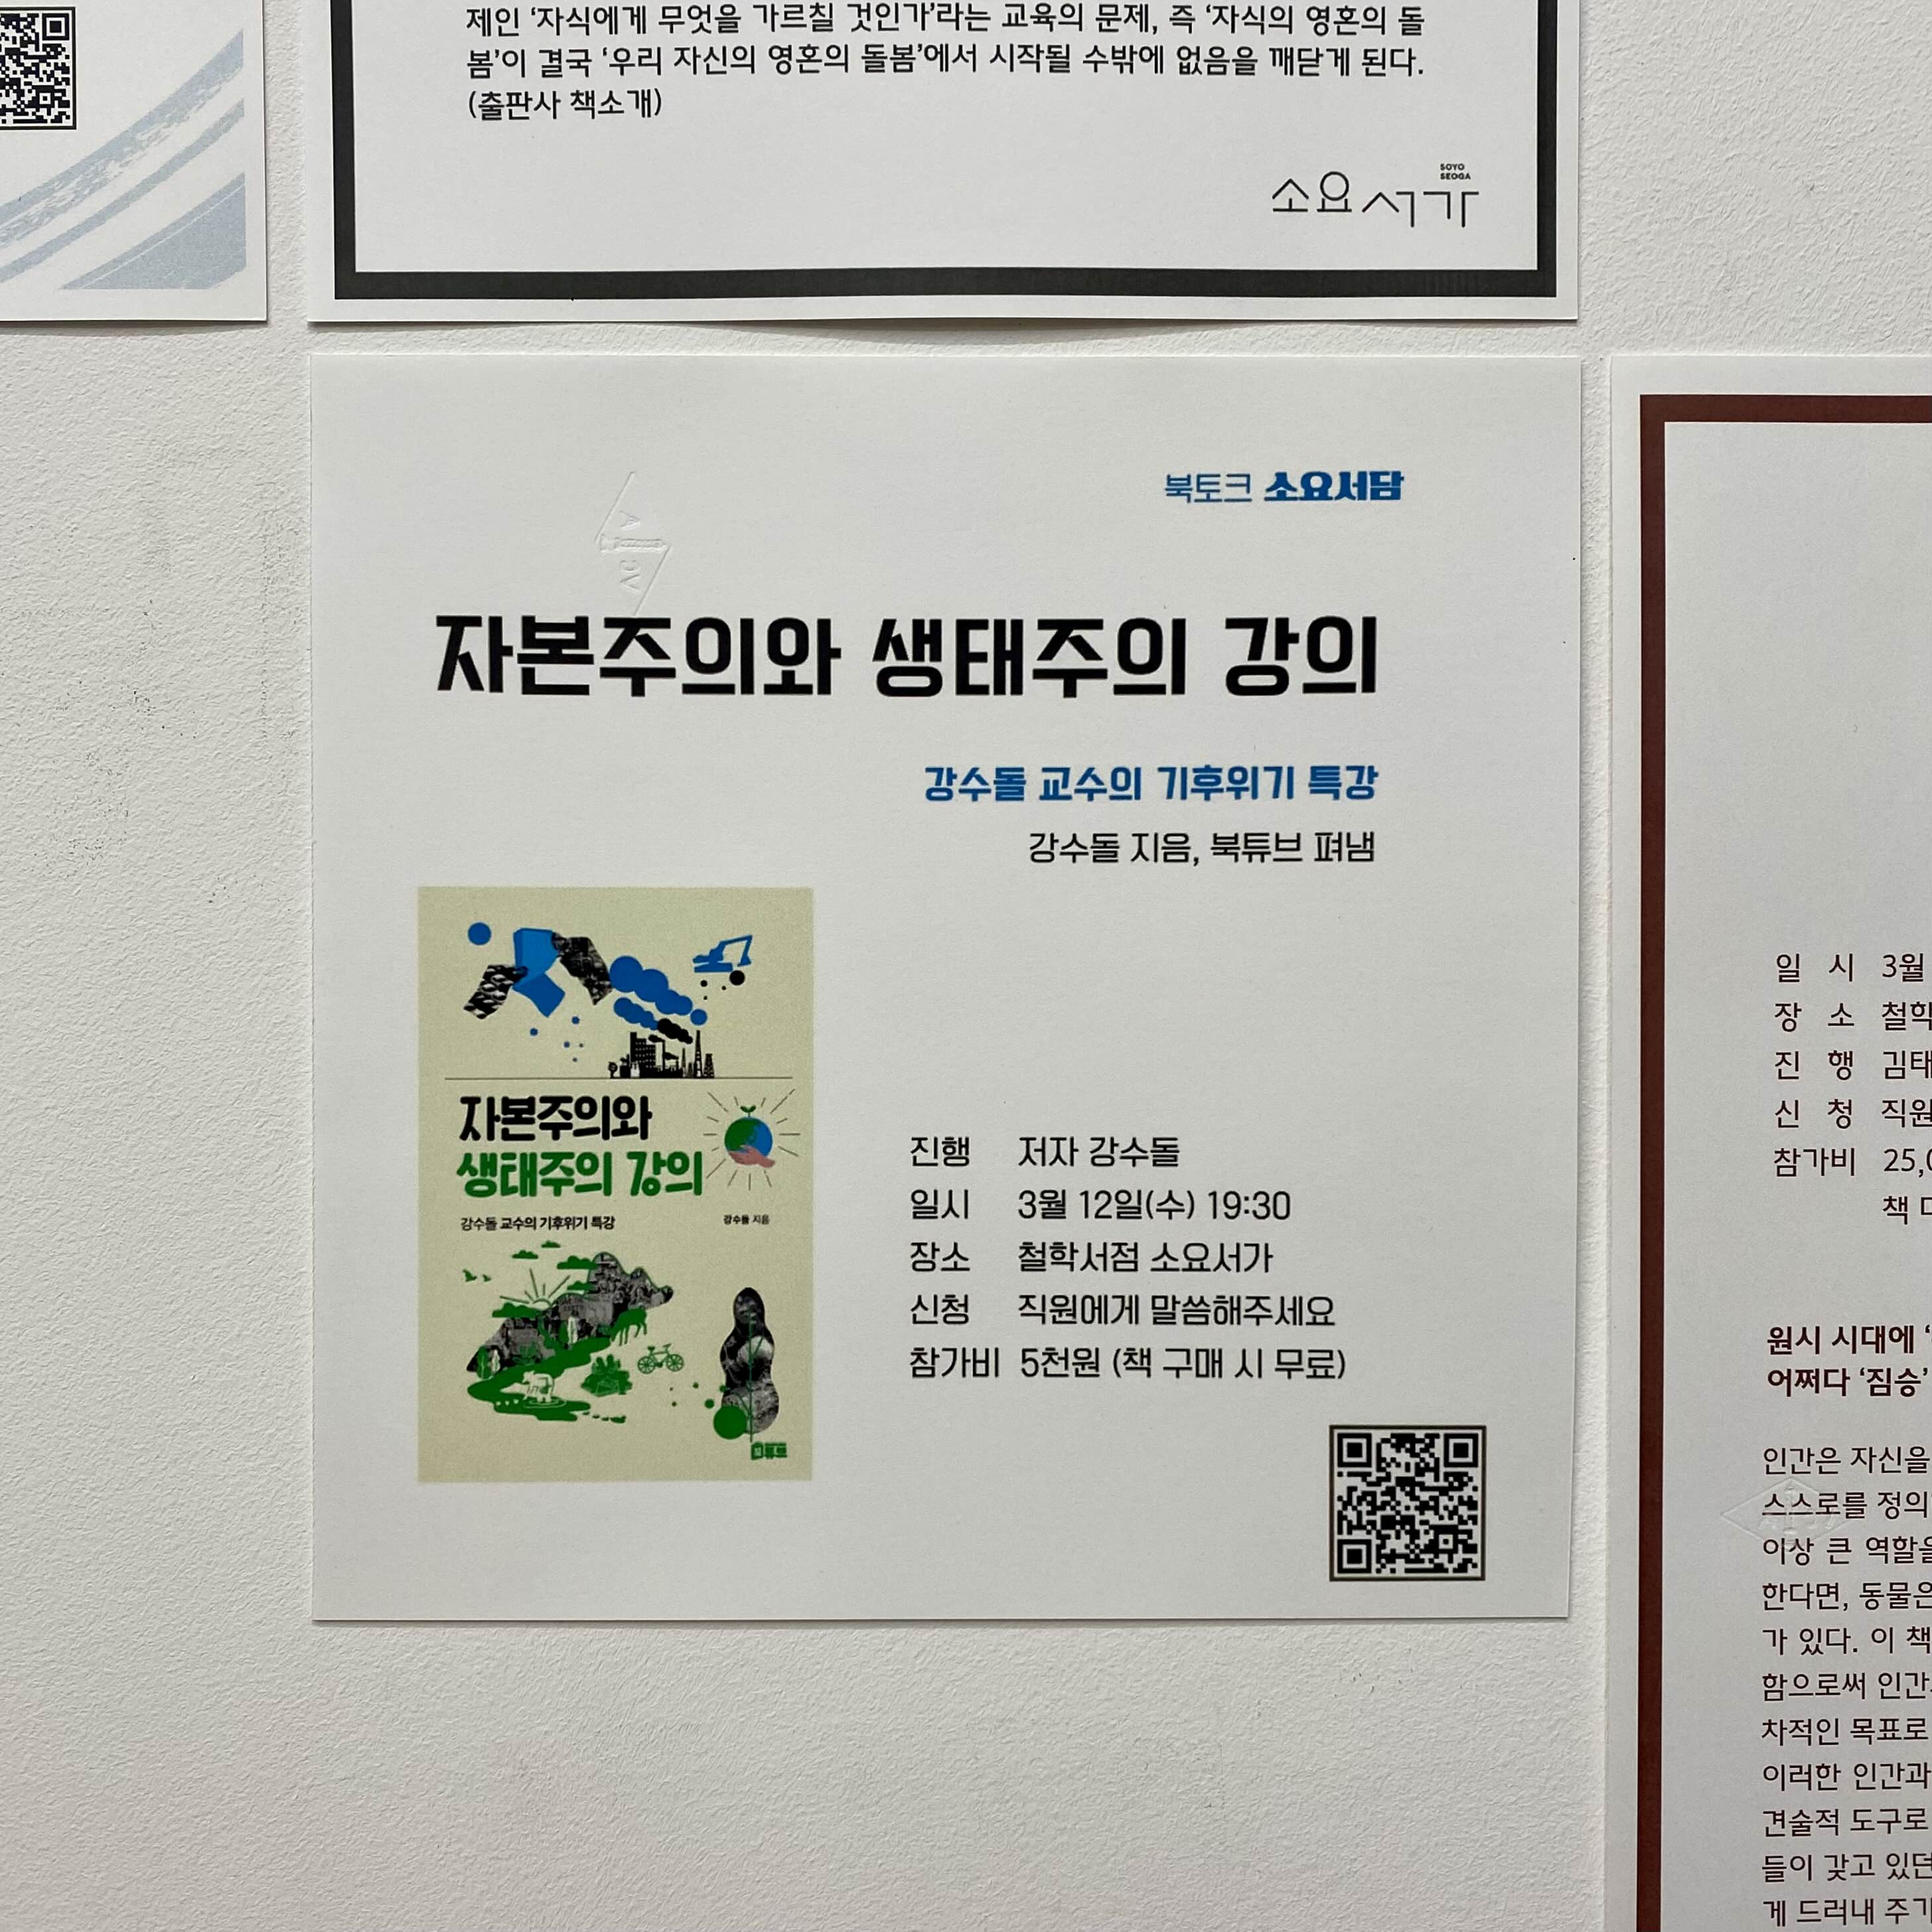 제인 ‘자식에게 무엇을 가르칠 것인가’라는 교육의 문제, 즉 ‘자식의 영혼의 돌
봄’이 결국 ‘우리 자신의 영혼의 돌봄’에서 시작될 수밖에 없음을 깨닫게 된다.
(출판사 책소개)
SOYO
SEOGA
소요서가
북토크 소요서담
자본주의와 생태주의 강의
강수돌 교수의 기후위기 특강
강수돌 지음, 북튜브 펴냄
자본주의와
생태주의 강의
강수돌 교수의 기후위기 특강 강수돌 지음
북튜브
진행 저자 강수돌
일시 3월 12일(수) 19:30
장소 철학서점 소요서가
신청 직원에게 말씀해주세요
참가비 5천원 (책 구매 시 무료)
일 시 3월
장 소 철학
진 행 김태
신 청 직원
참가비 25,0
책
원시 시대에 ‘
어쩌다 ‘짐승’
인간은 자신을
스스로를 정의
이상 큰 역할을
한다면, 동물은
가 있다. 이 책
함으로써 인간
차적인 목표로
이러한 인간과
견술적 도구로
들이 갖고 있던
게 드러내 주